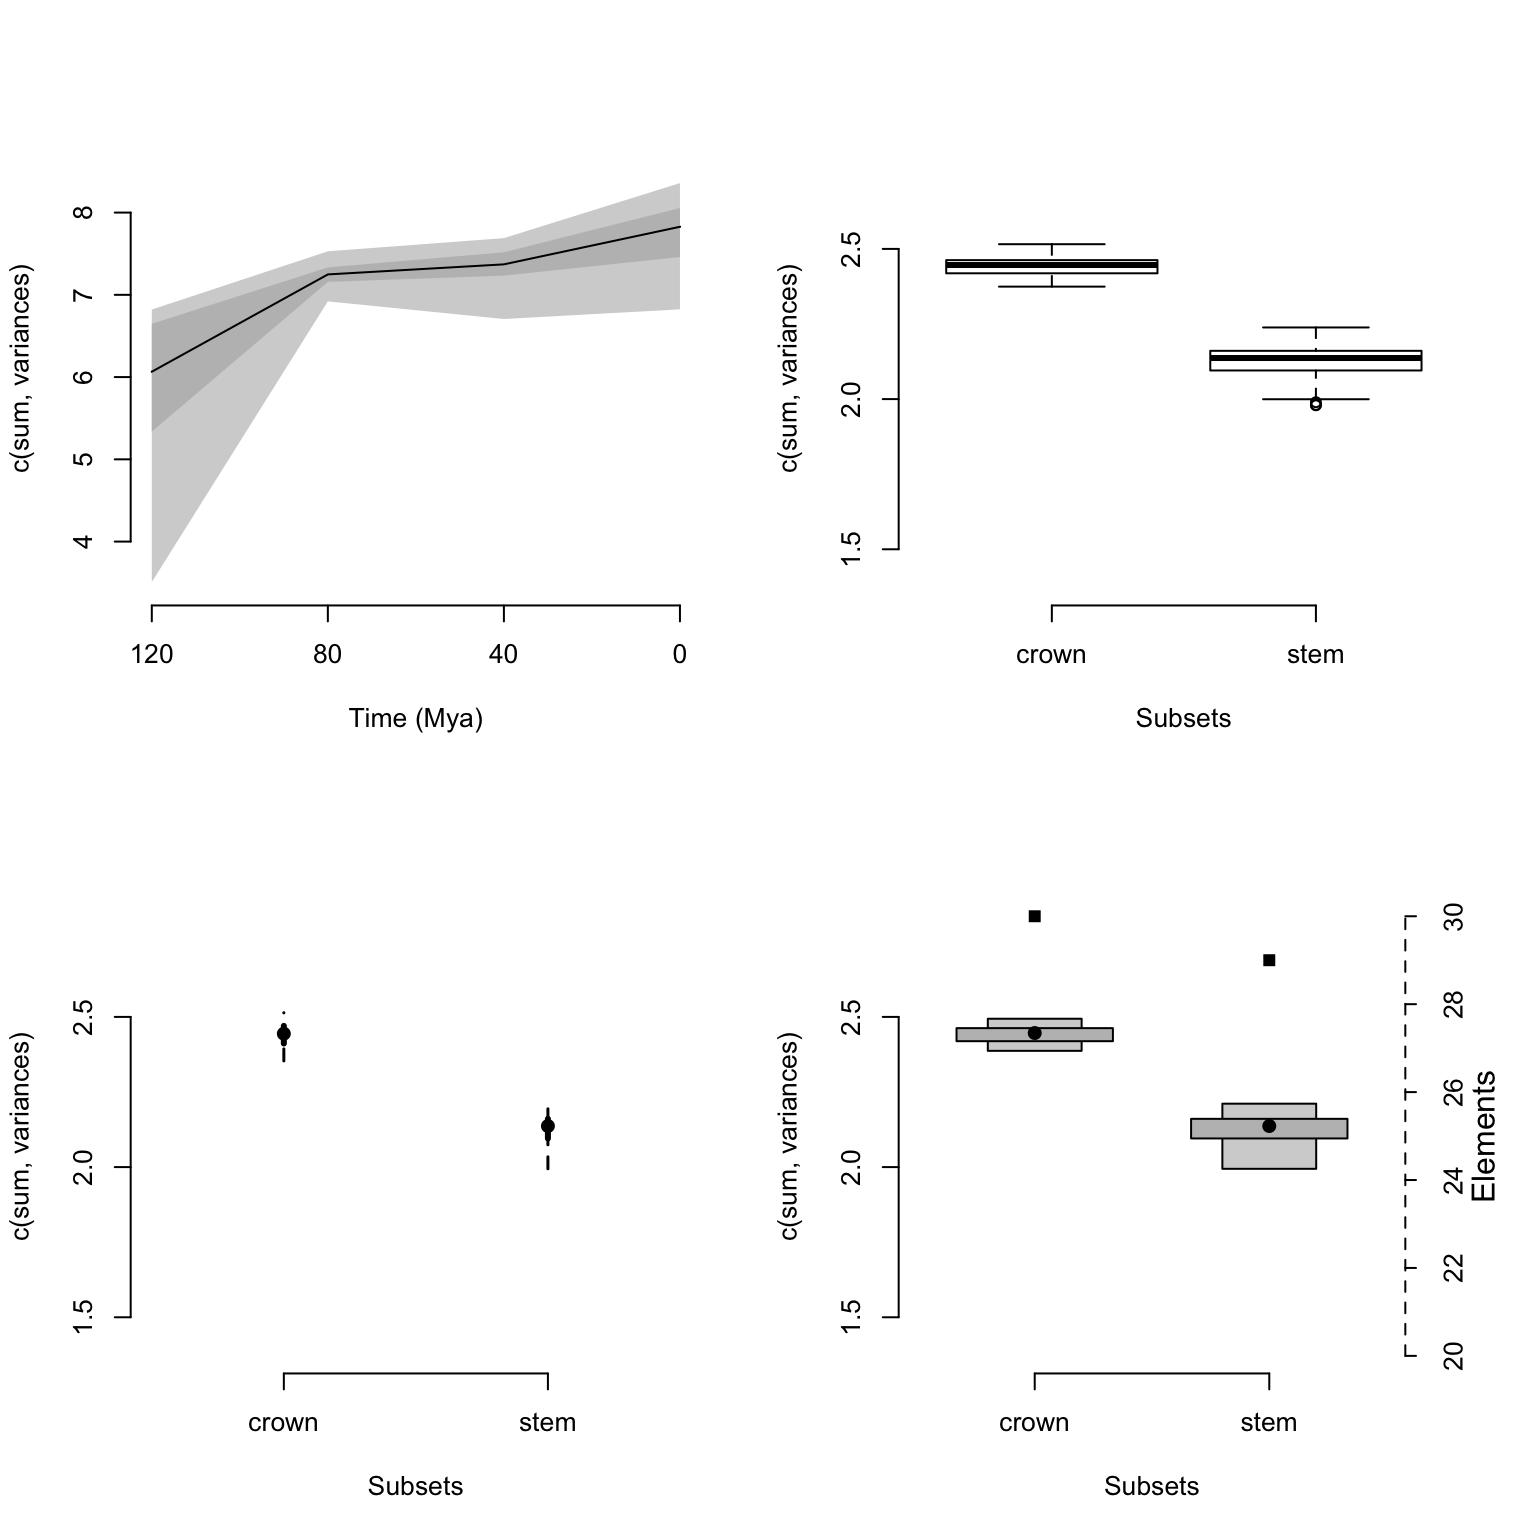 c(sum, variances)
8
7
6
5
4
120 80 40 0
Time (Mya)
c(sum, variances)
2.5
2.0
1.5
crown stem
Subsets
c(sum, variances)
2.5
2.0
1.5
crown stem
Subsets
c(sum, variances)
2.5
2.0
1.5
crown stem
Subsets
30
28
26
24
22
20
Elements